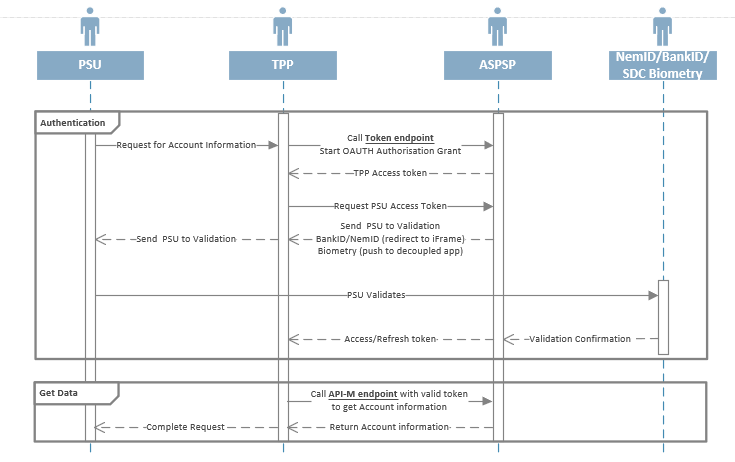 PSU
TPP
ASPSP
NemID/BankID/
SDC Biometry
Authentication
Request for Account Information
Call Token endpoint
Start OAUTH Authorisation Grant
TPP Access token
Request PSU Access Token
Send PSU to Validation
Send PSU to Validation
BankID/NemID (redirect to iFrame)
Biometry (push to decoupled app)
PSU Validates
Access/Refresh token
Validation Confirmation
Get Data
Call API-M endpoint with valid token
to get Account information
Complete Request
Return Account information